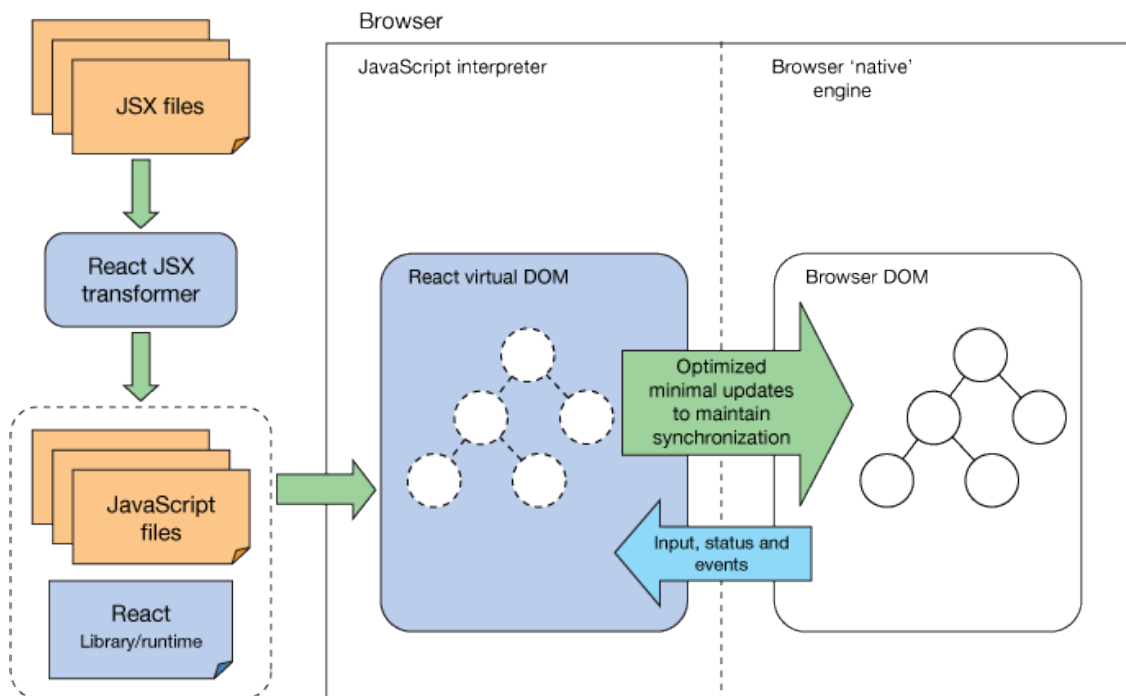 Browser
JSX files
JavaScript interpreter
Browser ‘native’
engine
React JSX
transformer
React virtual DOM
Browser DOM
Optimized
minimal updates
to maintain
synchronization
JavaScript
files
Input, status and
events
React
Library/runtime